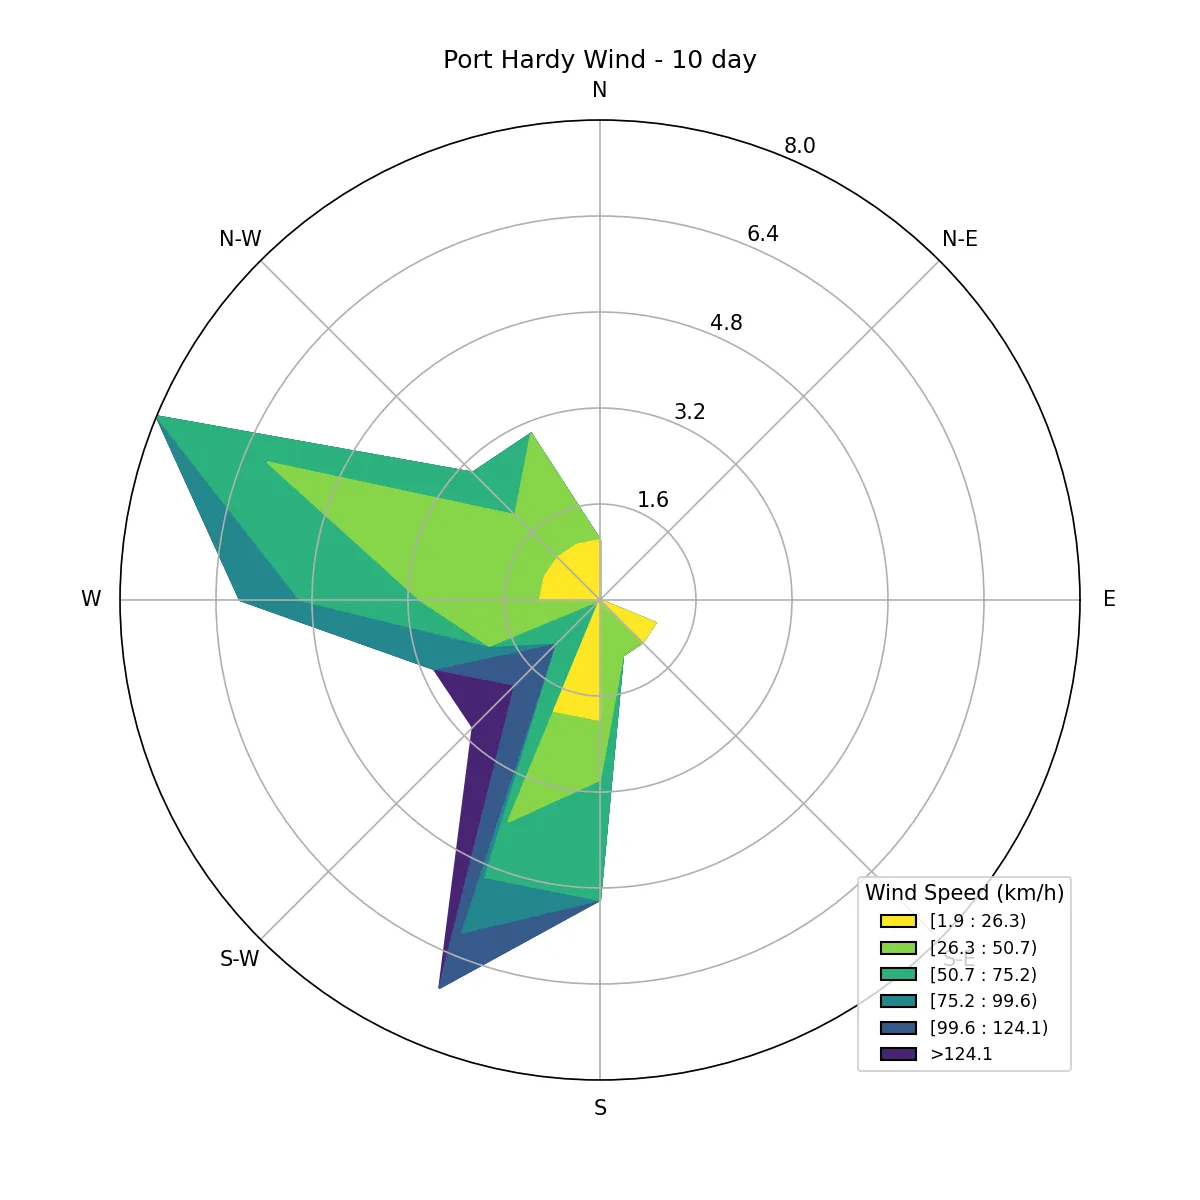 Port Hardy Wind - 10 day
N
8.0
N-W
6.4
N-E
4.8
3.2
1.6
W
E
S-W
S-E
S
Wind Speed (km/h)
[1.9 : 26.3)
[26.3 : 50.7)
[50.7 : 75.2)
[75.2 : 99.6)
[99.6 : 124.1)
>124.1